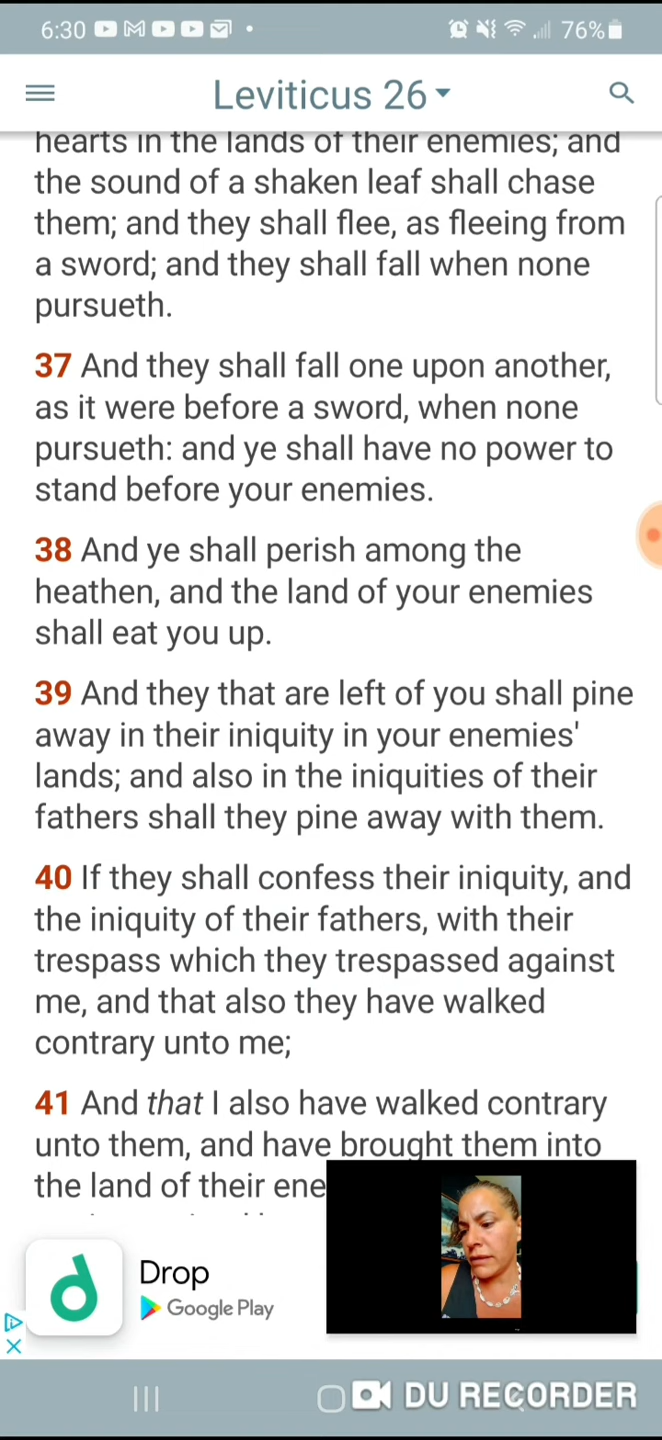 6:30 76%
Leviticus 26
hearts in the lands of their enemies; and
the sound of a shaken leaf shall chase
them; and they shall flee, as fleeing from
a sword; and they shall fall when none
pursueth.
37 And they shall fall one upon another,
as it were before a sword, when none
pursueth: and ye shall have no power to
stand before your enemies.
38 And ye shall perish among the
heathen, and the land of your enemies
shall eat you up.
39 And they that are left of you shall pine
away in their iniquity in your enemies'
lands; and also in the iniquities of their
fathers shall they pine away with them.
40 If they shall confess their iniquity, and
the iniquity of their fathers, with their
trespass which they trespassed against
me, and that also they have walked
contrary unto me;
41 And that I also have walked contrary
unto them, and have brought them into
the land of their ene
Drop
Google Play
DU RECORDER